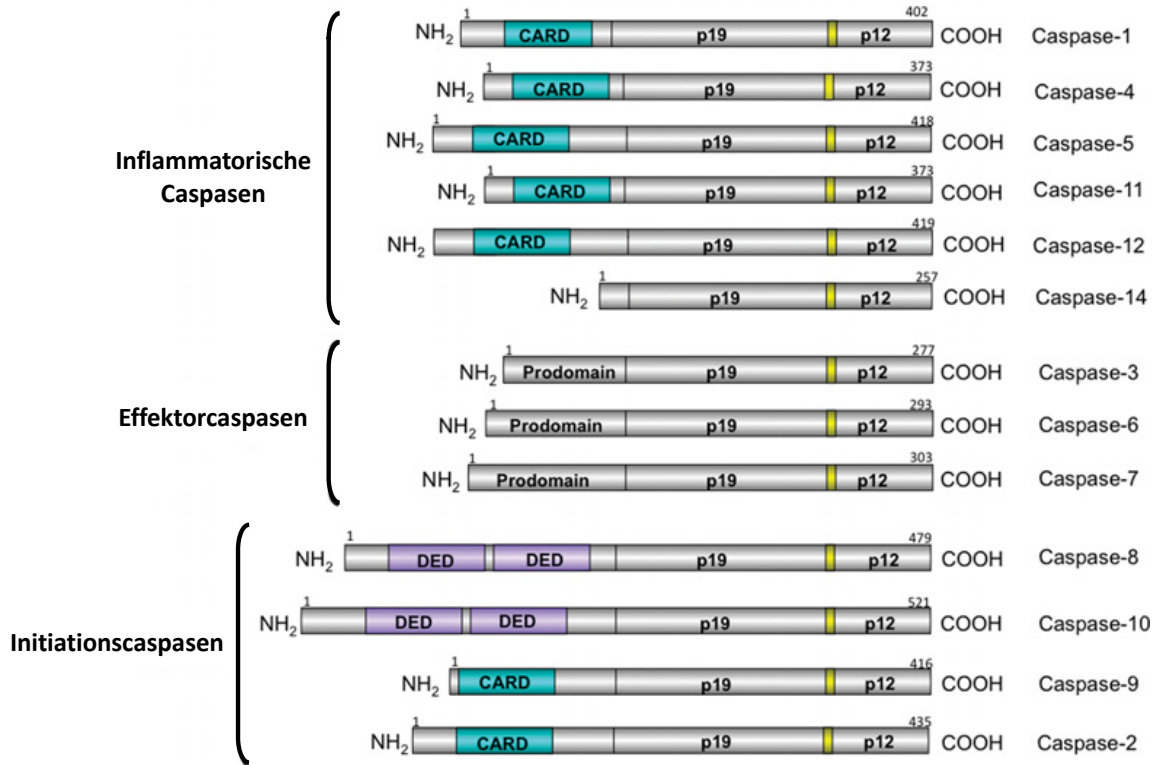 1 402
NH2 CARD p19 p12 COOH Caspase-1
1 373
NH2 CARD p19 p12 COOH Caspase-4
1 418
NH2 CARD p19 p12 COOH Caspase-5
Inflammatorische
Caspasen
1 373
NH2 CARD p19 p12 COOH Caspase-11
1 419
NH2 CARD p19 p12 COOH Caspase-12
1 257
NH2 p19 p12 COOH Caspase-14
1 277
NH2 Prodomain p19 p12 COOH Caspase-3
Effektorcaspasen
1 293
NH2 Prodomain p19 p12 COOH Caspase-6
1 303
NH2 Prodomain p19 p12 COOH Caspase-7
1 479
NH2 DED DED p19 p12 COOH Caspase-8
1 521
NH2 DED DED p19 p12 COOH Caspase-10
Initiationscaspasen
1 416
NH2 CARD p19 p12 COOH Caspase-9
1 435
NH2 CARD p19 p12 COOH Caspase-2